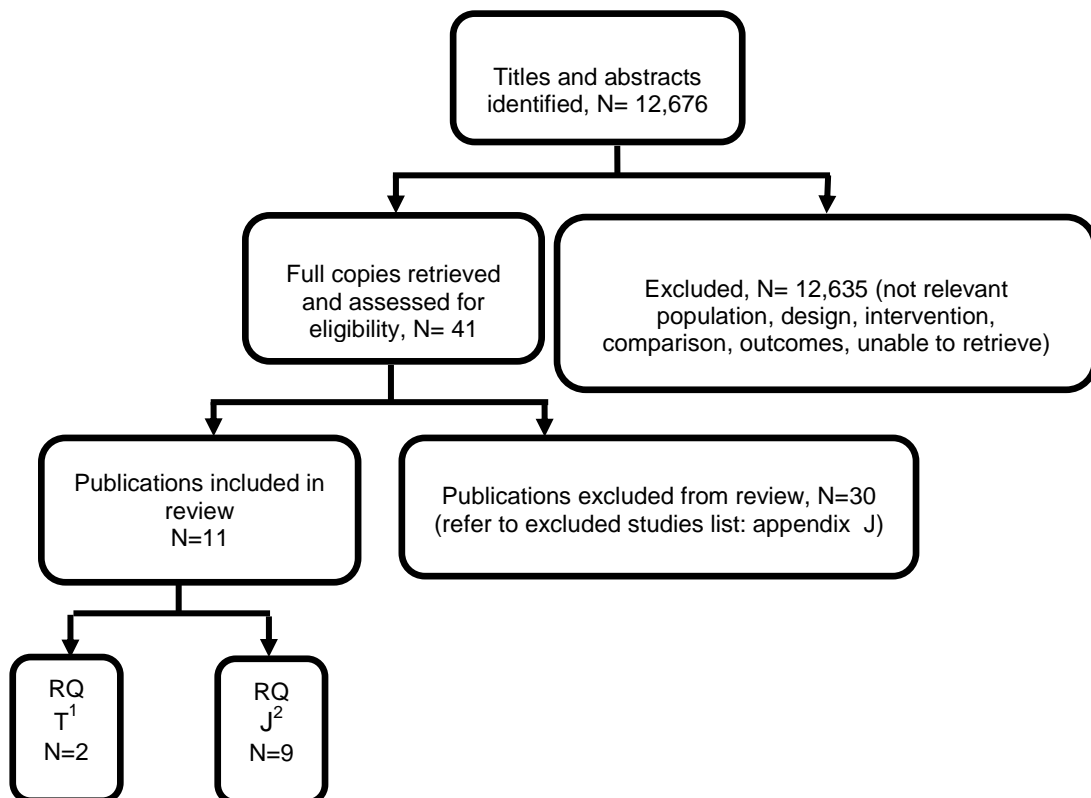 Titles and abstracts
identified, N= 12,676
Full copies retrieved
and assessed for
eligibility, N= 41
Excluded, N= 12,635 (not relevant
population, design, intervention,
comparison, outcomes, unable to retrieve)
Publications included in
review
N=11
Publications excluded from review, N=30
(refer to excluded studies list: appendix J)
RQ
T¹
N=2
RQ
J²
N=9